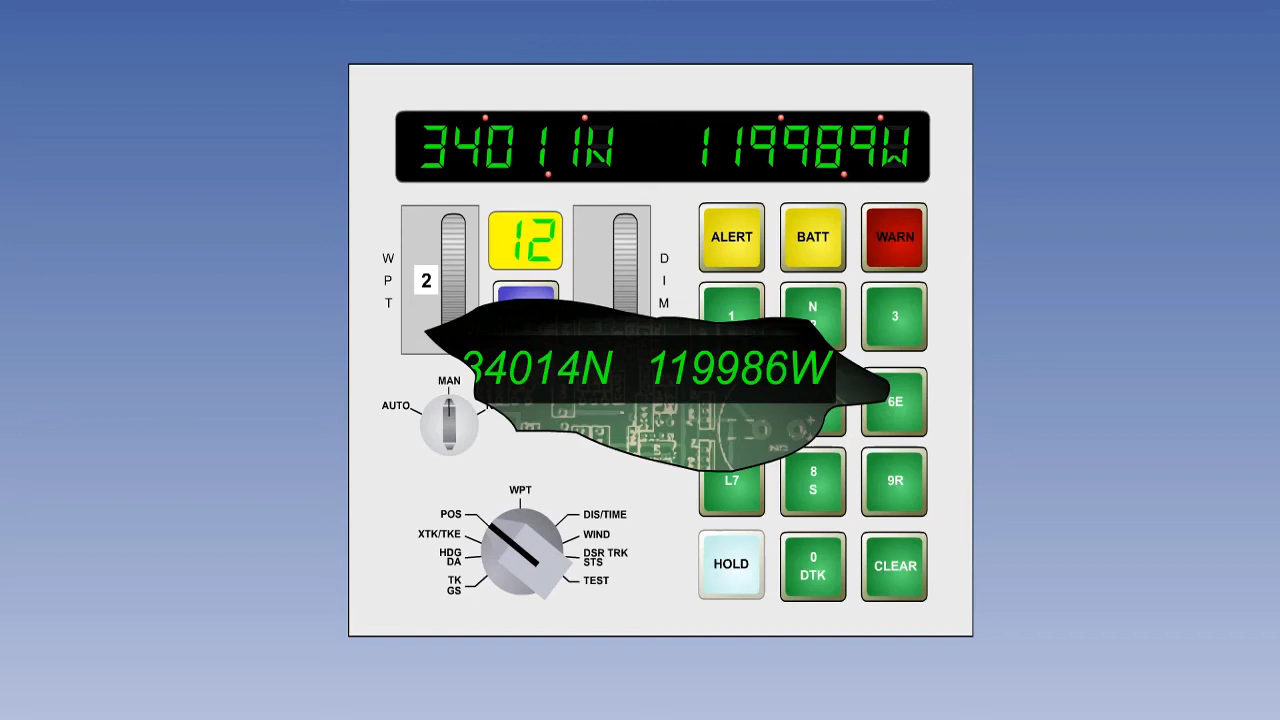 34011N 119989W
12
ALERT BATT WARN
W
P
T
2
D
I
M
1
N
3
34014N 119986W
MAN
AUTO
6E
L7
8
S
9R
WPT
POS
DIS/TIME
XTK/TKE
WIND
HDG
DA
DSR TRK
STS
TK
GS
TEST
HOLD
0
DTK
CLEAR